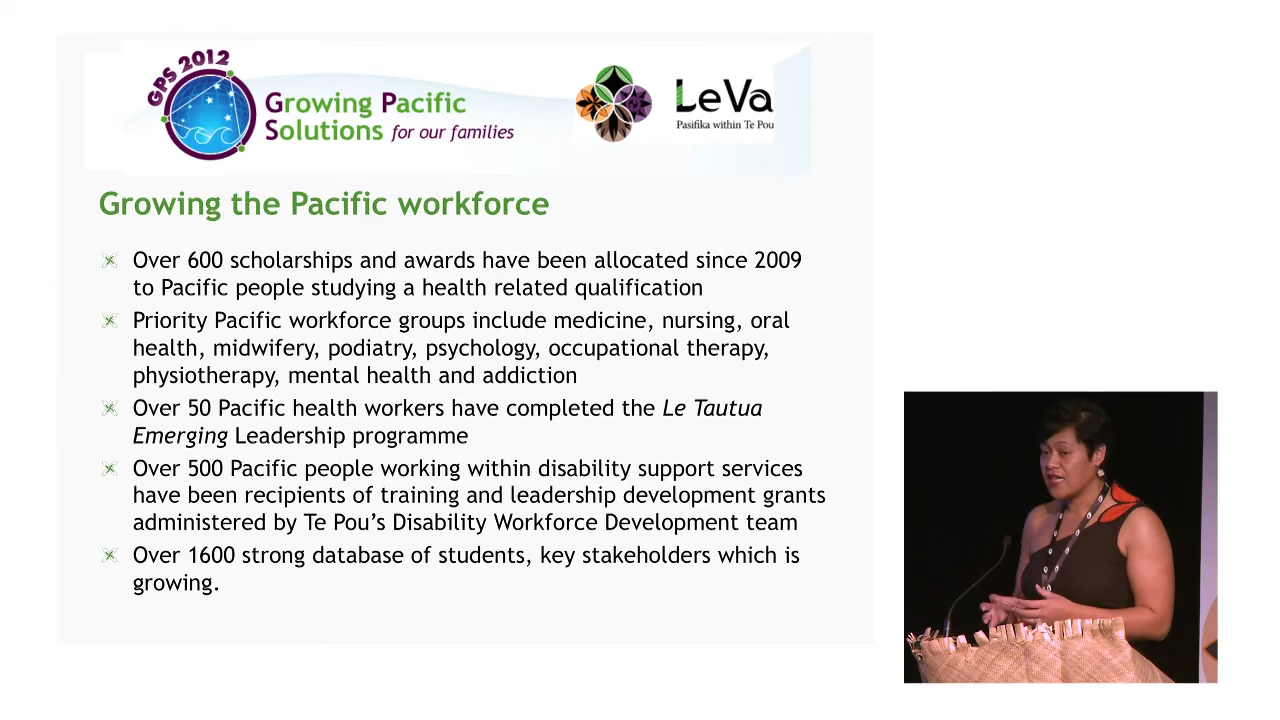 GPS 2012
Growing Pacific
Solutions for our families
Le Va
Pasifika within Te Pou
Growing the Pacific workforce
Over 600 scholarships and awards have been allocated since 2009
to Pacific people studying a health related qualification
Priority Pacific workforce groups include medicine, nursing, oral
health, midwifery, podiatry, psychology, occupational therapy,
physiotherapy, mental health and addiction
Over 50 Pacific health workers have completed the Le Tautua
Emerging Leadership programme
Over 500 Pacific people working within disability support services
have been recipients of training and leadership development grants
administered by Te Pou’s Disability Workforce Development team
Over 1600 strong database of students, key stakeholders which is
growing.